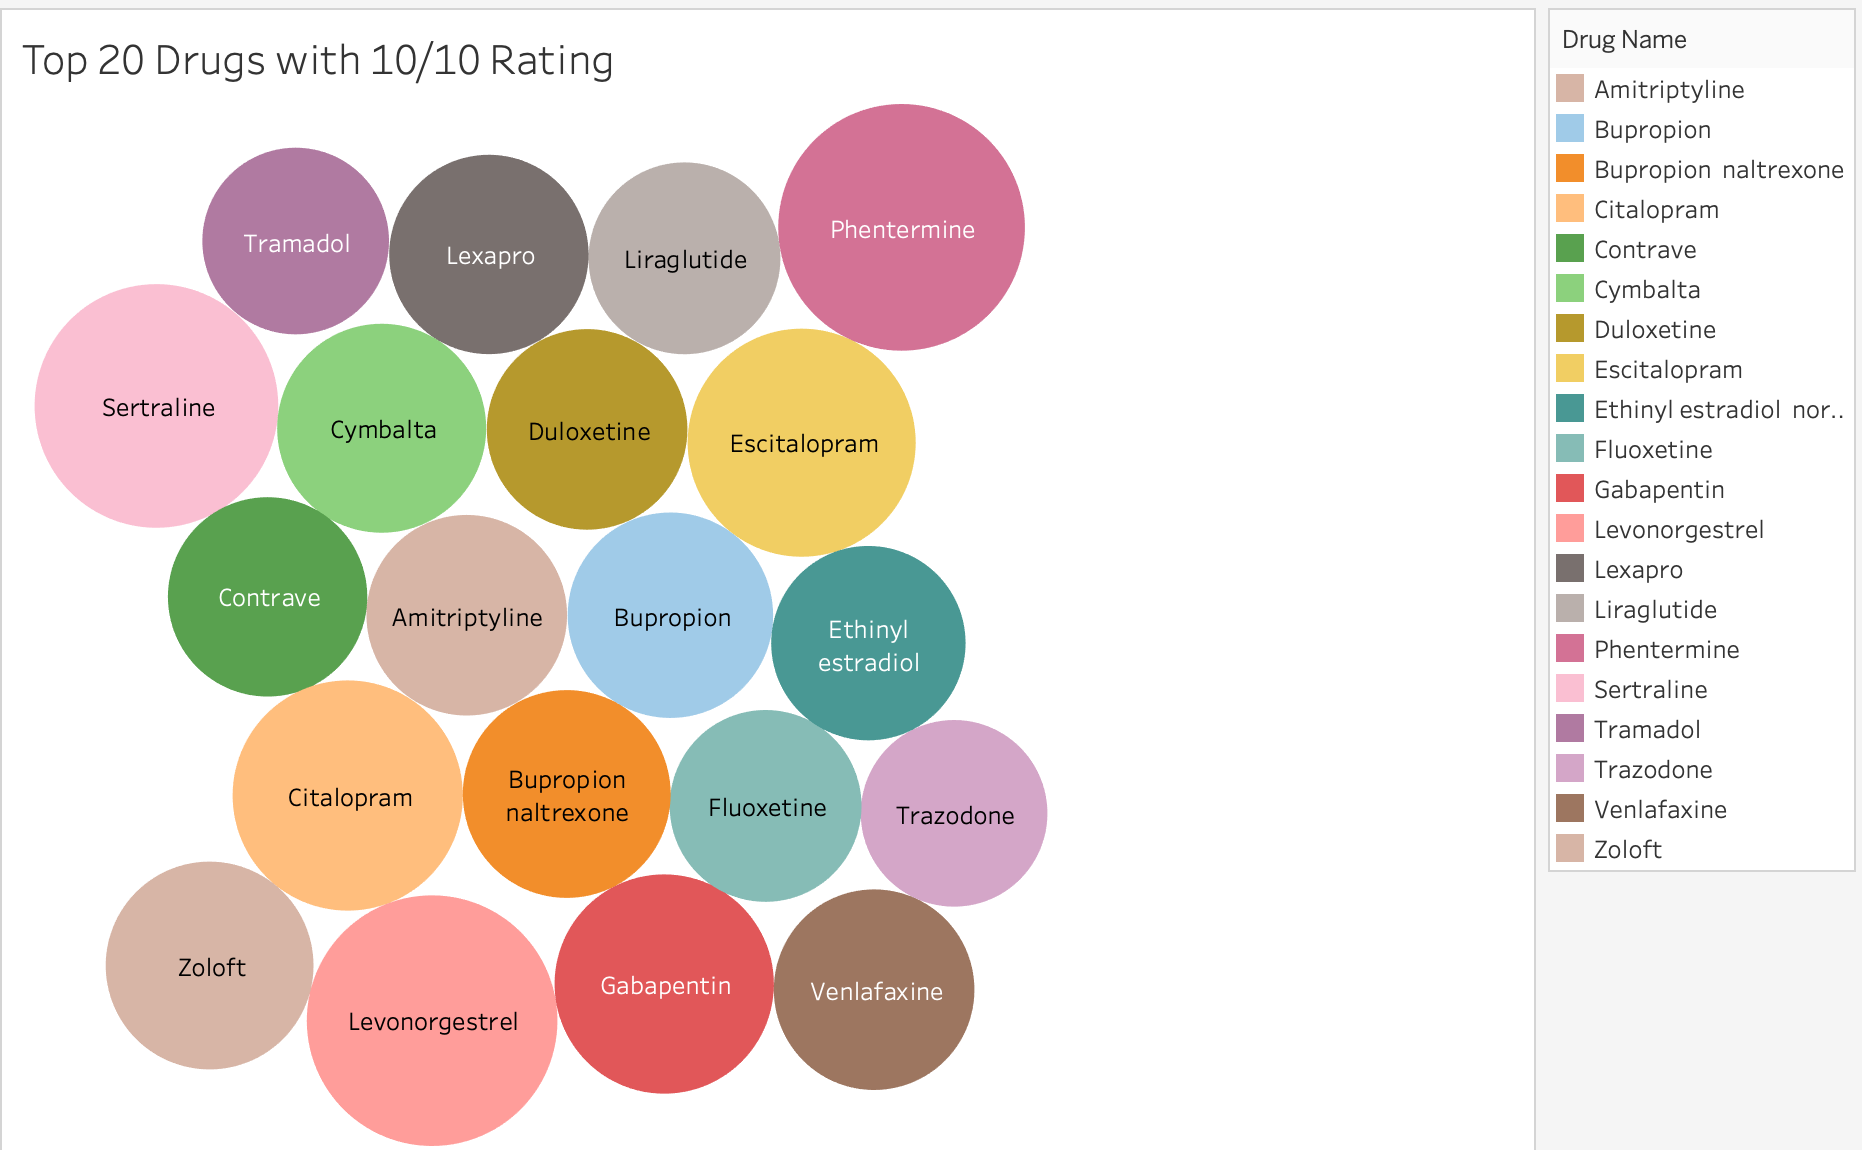 Top 20 Drugs with 10/10 Rating
Tramadol
Lexapro
Liraglutide
Phentermine
Sertraline
Cymbalta
Duloxetine
Escitalopram
Contrave
Amitriptyline
Bupropion
Ethinyl
estradiol
Citalopram
Bupropion
naltrexone
Fluoxetine
Trazodone
Zoloft
Levonorgestrel
Gabapentin
Venlafaxine
Drug Name
Amitriptyline
Bupropion
Bupropion naltrexone
Citalopram
Contrave
Cymbalta
Duloxetine
Escitalopram
Ethinyl estradiol nor..
Fluoxetine
Gabapentin
Levonorgestrel
Lexapro
Liraglutide
Phentermine
Sertraline
Tramadol
Trazodone
Venlafaxine
Zoloft